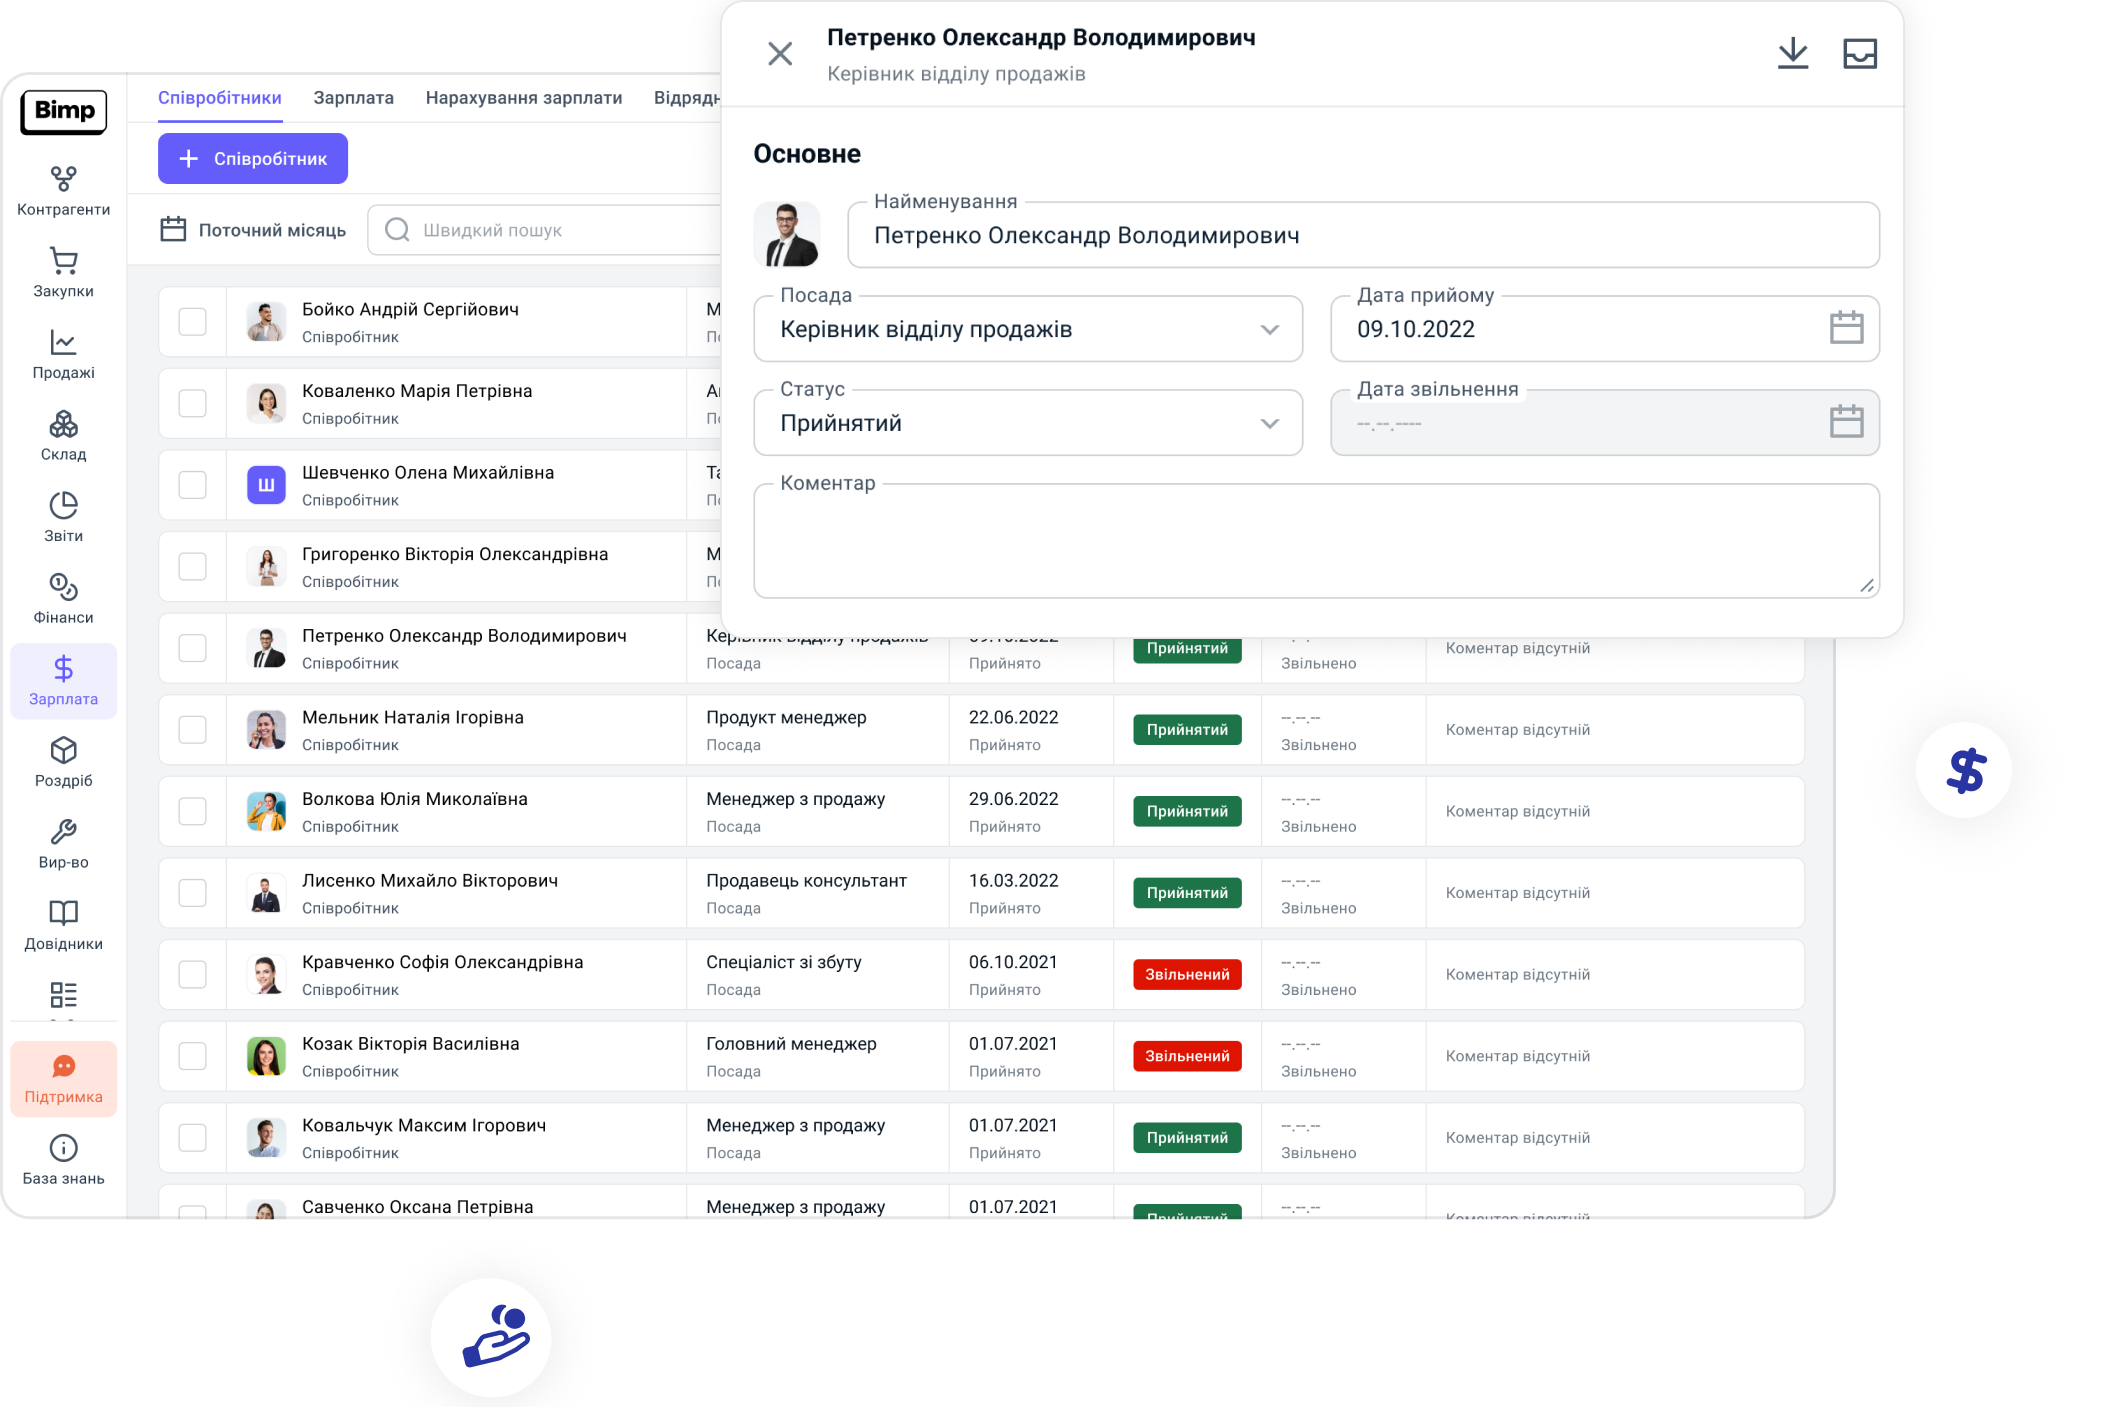 Bimp
Контрагенти
Закупки
Продажі
Склад
Звіти
Фінанси
Зарплата
Роздріб
Вир-во
Довідники
Підтримка
База знань
Співробітники Зарплата Нарахування зарплати
Співробітник
Поточний місяць Швидкий пошук
Петренко Олександр Володимирович
Керівник відділу продажів
Основне
Найменування
Петренко Олександр Володимирович
Посада
Керівник відділу продажів
Дата прийому
09.10.2022
Статус
Прийнятий
Дата звільнення
--.--.----
Коментар
Бойко Андрій Сергійович
Співробітник
Коваленко Марія Петрівна
Співробітник
Ш
Шевченко Олена Михайлівна
Співробітник
Григоренко Вікторія Олександрівна
Співробітник
Петренко Олександр Володимирович Керівник відділу продажів 09.10.2022 Прийнятий Коментар відсутній
Співробітник Посада Прийнято Звільнено
Мельник Наталія Ігорівна Продукт менеджер 22.06.2022 Прийнятий --.--.-- Коментар відсутній
Співробітник Посада Прийнято Звільнено
Волкова Юлія Миколаївна Менеджер з продажу 29.06.2022 Прийнятий --.--.-- Коментар відсутній
Співробітник Посада Прийнято Звільнено
Лисенко Михайло Вікторович Продавець консультант 16.03.2022 Прийнятий --.--.-- Коментар відсутній
Співробітник Посада Прийнято Звільнено
Кравченко Софія Олександрівна Спеціаліст зі збуту 06.10.2021 Звільнений --.--.-- Коментар відсутній
Співробітник Посада Прийнято Звільнено
Козак Вікторія Василівна Головний менеджер 01.07.2021 Звільнений --.--.-- Коментар відсутній
Співробітник Посада Прийнято Звільнено
Ковальчук Максим Ігорович Менеджер з продажу 01.07.2021 Прийнятий --.--.-- Коментар відсутній
Співробітник Посада Прийнято Звільнено
Савченко Оксана Петрівна Менеджер з продажу 01.07.2021 Прийнятий --.--.-- Коментар відсутній